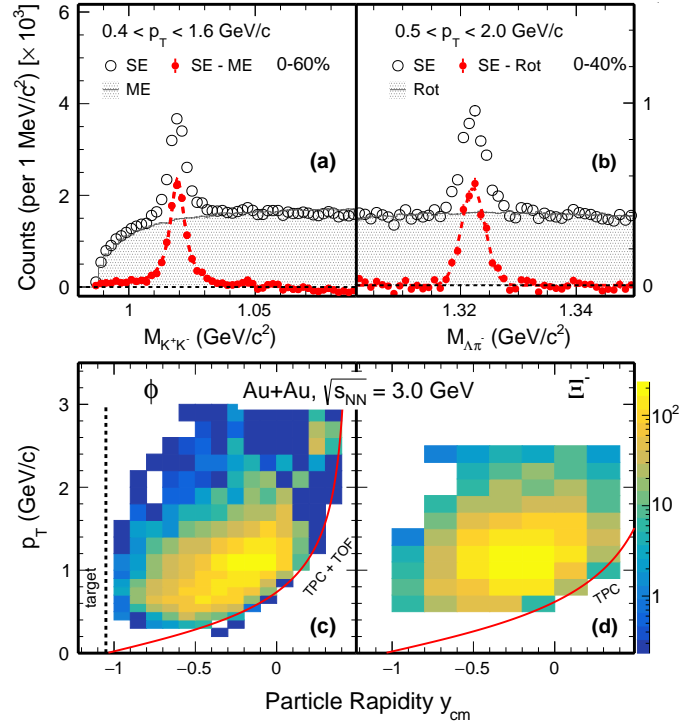 0.4 < p_T < 1.6 GeV/c
SE SE - ME 0-60%
ME
(a)
0.5 < p_T < 2.0 GeV/c
SE SE - Rot 0-40%
Rot
(b)
Counts (per 1 MeV/c²) [× 10³]
6
4
2
0
1
0
1 1.05
1.32 1.34
M_{K⁺K⁻} (GeV/c²)
M_{Λπ⁻} (GeV/c²)
ϕ Au+Au, √s_{NN} = 3.0 GeV Ξ⁻
p_T (GeV/c)
3
2
1
0
target
TPC + TOF
(c)
TPC
(d)
10²
10
1
−1 −0.5 0
−1 −0.5 0
Particle Rapidity y_{cm}